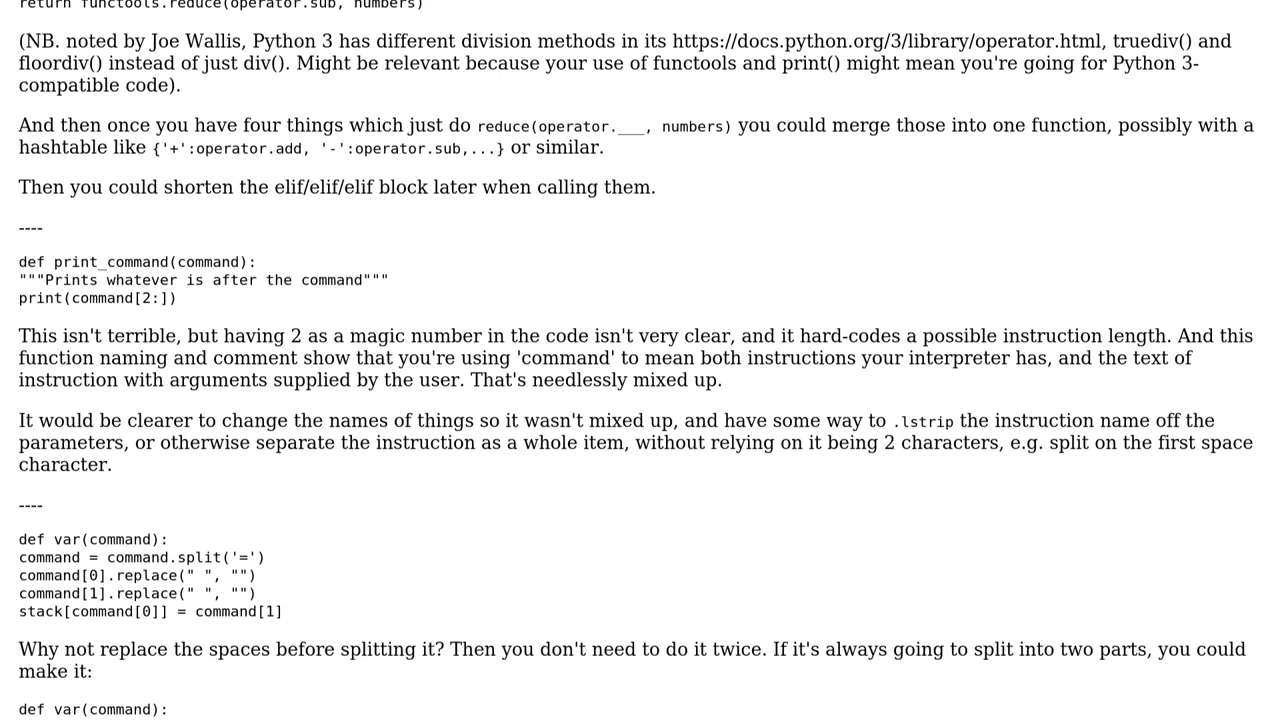 return functools.reduce(operator.sub, numbers)
(NB. noted by Joe Wallis, Python 3 has different division methods in its https://docs.python.org/3/library/operator.html, truediv() and
floordiv() instead of just div(). Might be relevant because your use of functools and print() might mean you're going for Python 3-
compatible code).
And then once you have four things which just do reduce(operator.___, numbers) you could merge those into one function, possibly with a
hashtable like {'+':operator.add, '-':operator.sub,...} or similar.
Then you could shorten the elif/elif/elif block later when calling them.
----
def print_command(command):
"""Prints whatever is after the command"""
print(command[2:])
This isn't terrible, but having 2 as a magic number in the code isn't very clear, and it hard-codes a possible instruction length. And this
function naming and comment show that you're using 'command' to mean both instructions your interpreter has, and the text of
instruction with arguments supplied by the user. That's needlessly mixed up.
It would be clearer to change the names of things so it wasn't mixed up, and have some way to .lstrip the instruction name off the
parameters, or otherwise separate the instruction as a whole item, without relying on it being 2 characters, e.g. split on the first space
character.
----
def var(command):
command = command.split('=')
command[0].replace(" ", "")
command[1].replace(" ", "")
stack[command[0]] = command[1]
Why not replace the spaces before splitting it? Then you don't need to do it twice. If it's always going to split into two parts, you could
make it:
def var(command):